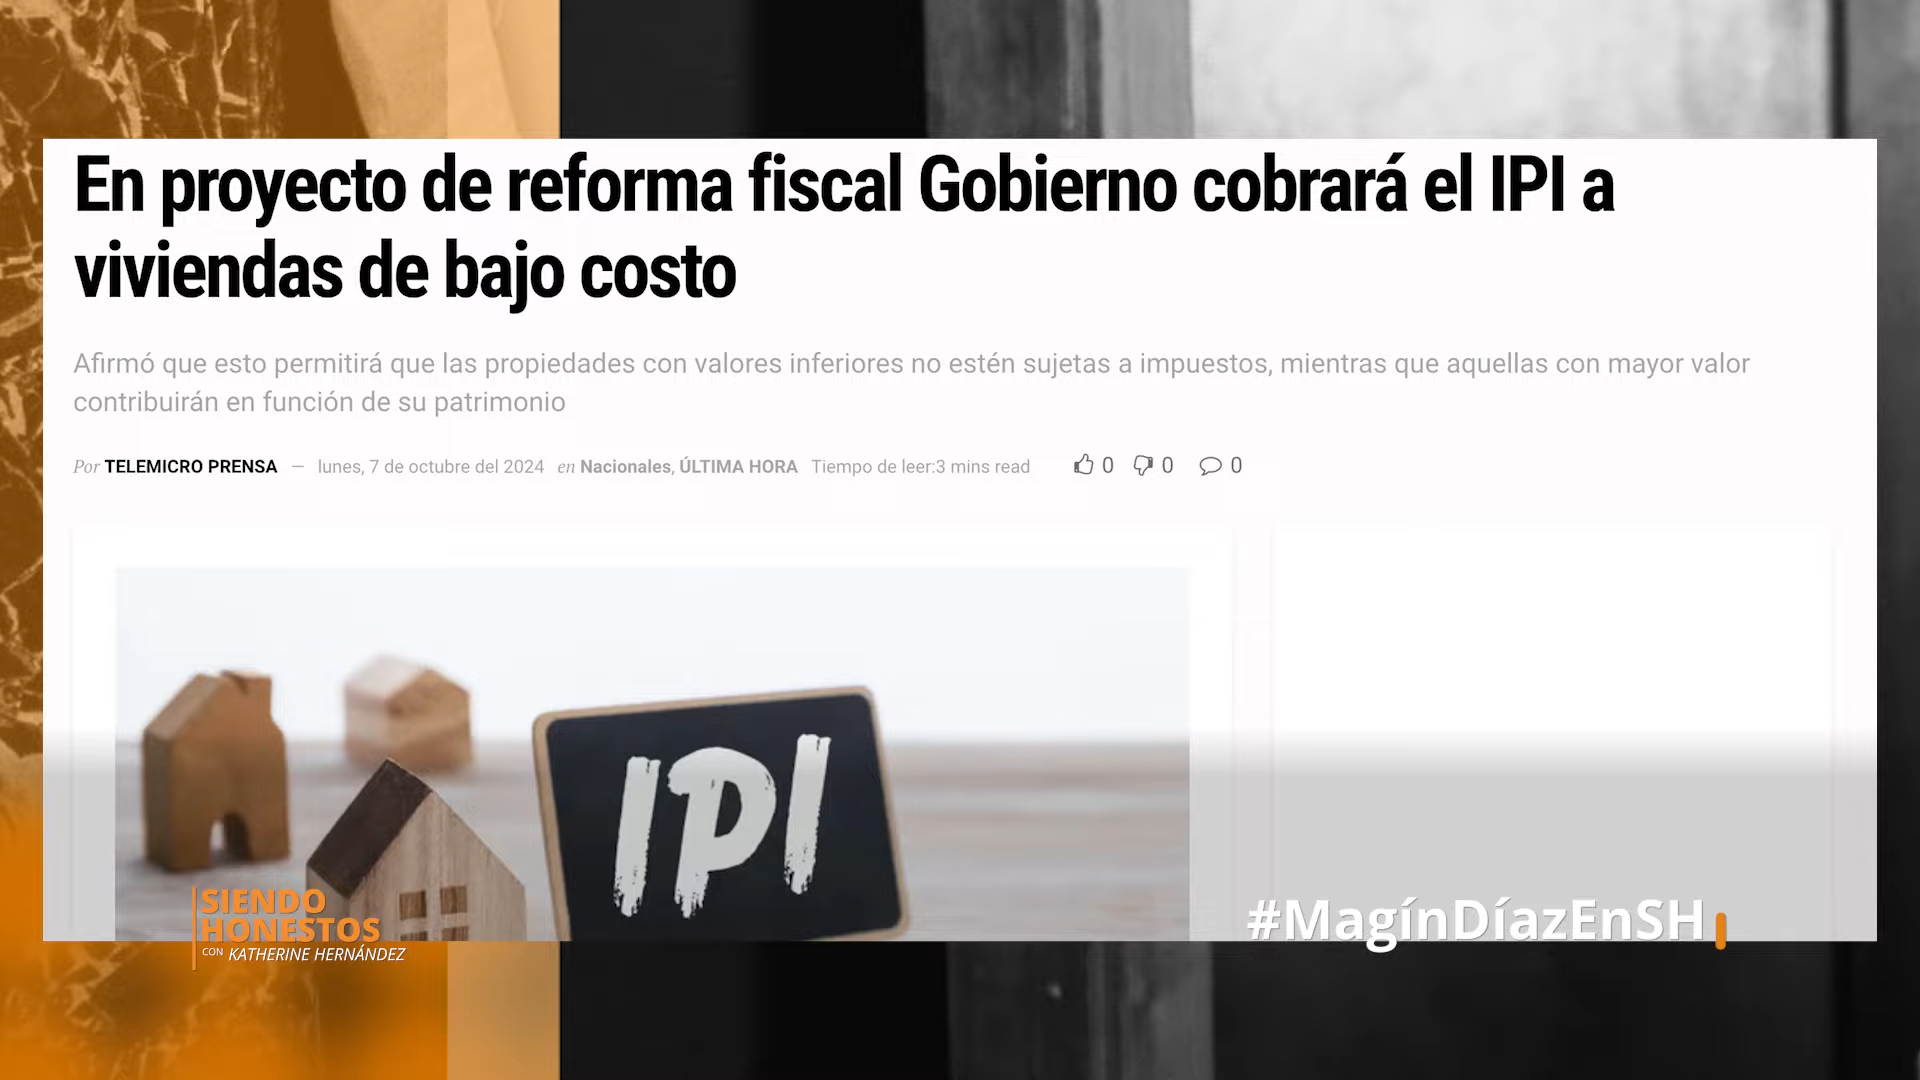 En proyecto de reforma fiscal Gobierno cobrará el IPI a
viviendas de bajo costo
Afirmó que esto permitirá que las propiedades con valores inferiores no estén sujetas a impuestos, mientras que aquellas con mayor valor
contribuirán en función de su patrimonio
Por TELEMICRO PRENSA — lunes, 7 de octubre del 2024 en Nacionales, ÚLTIMA HORA Tiempo de leer:3 mins read 0 0 0
IPI
SIENDO
HONESTOS
CON KATHERINE HERNÁNDEZ
#MagínDíazEnSH